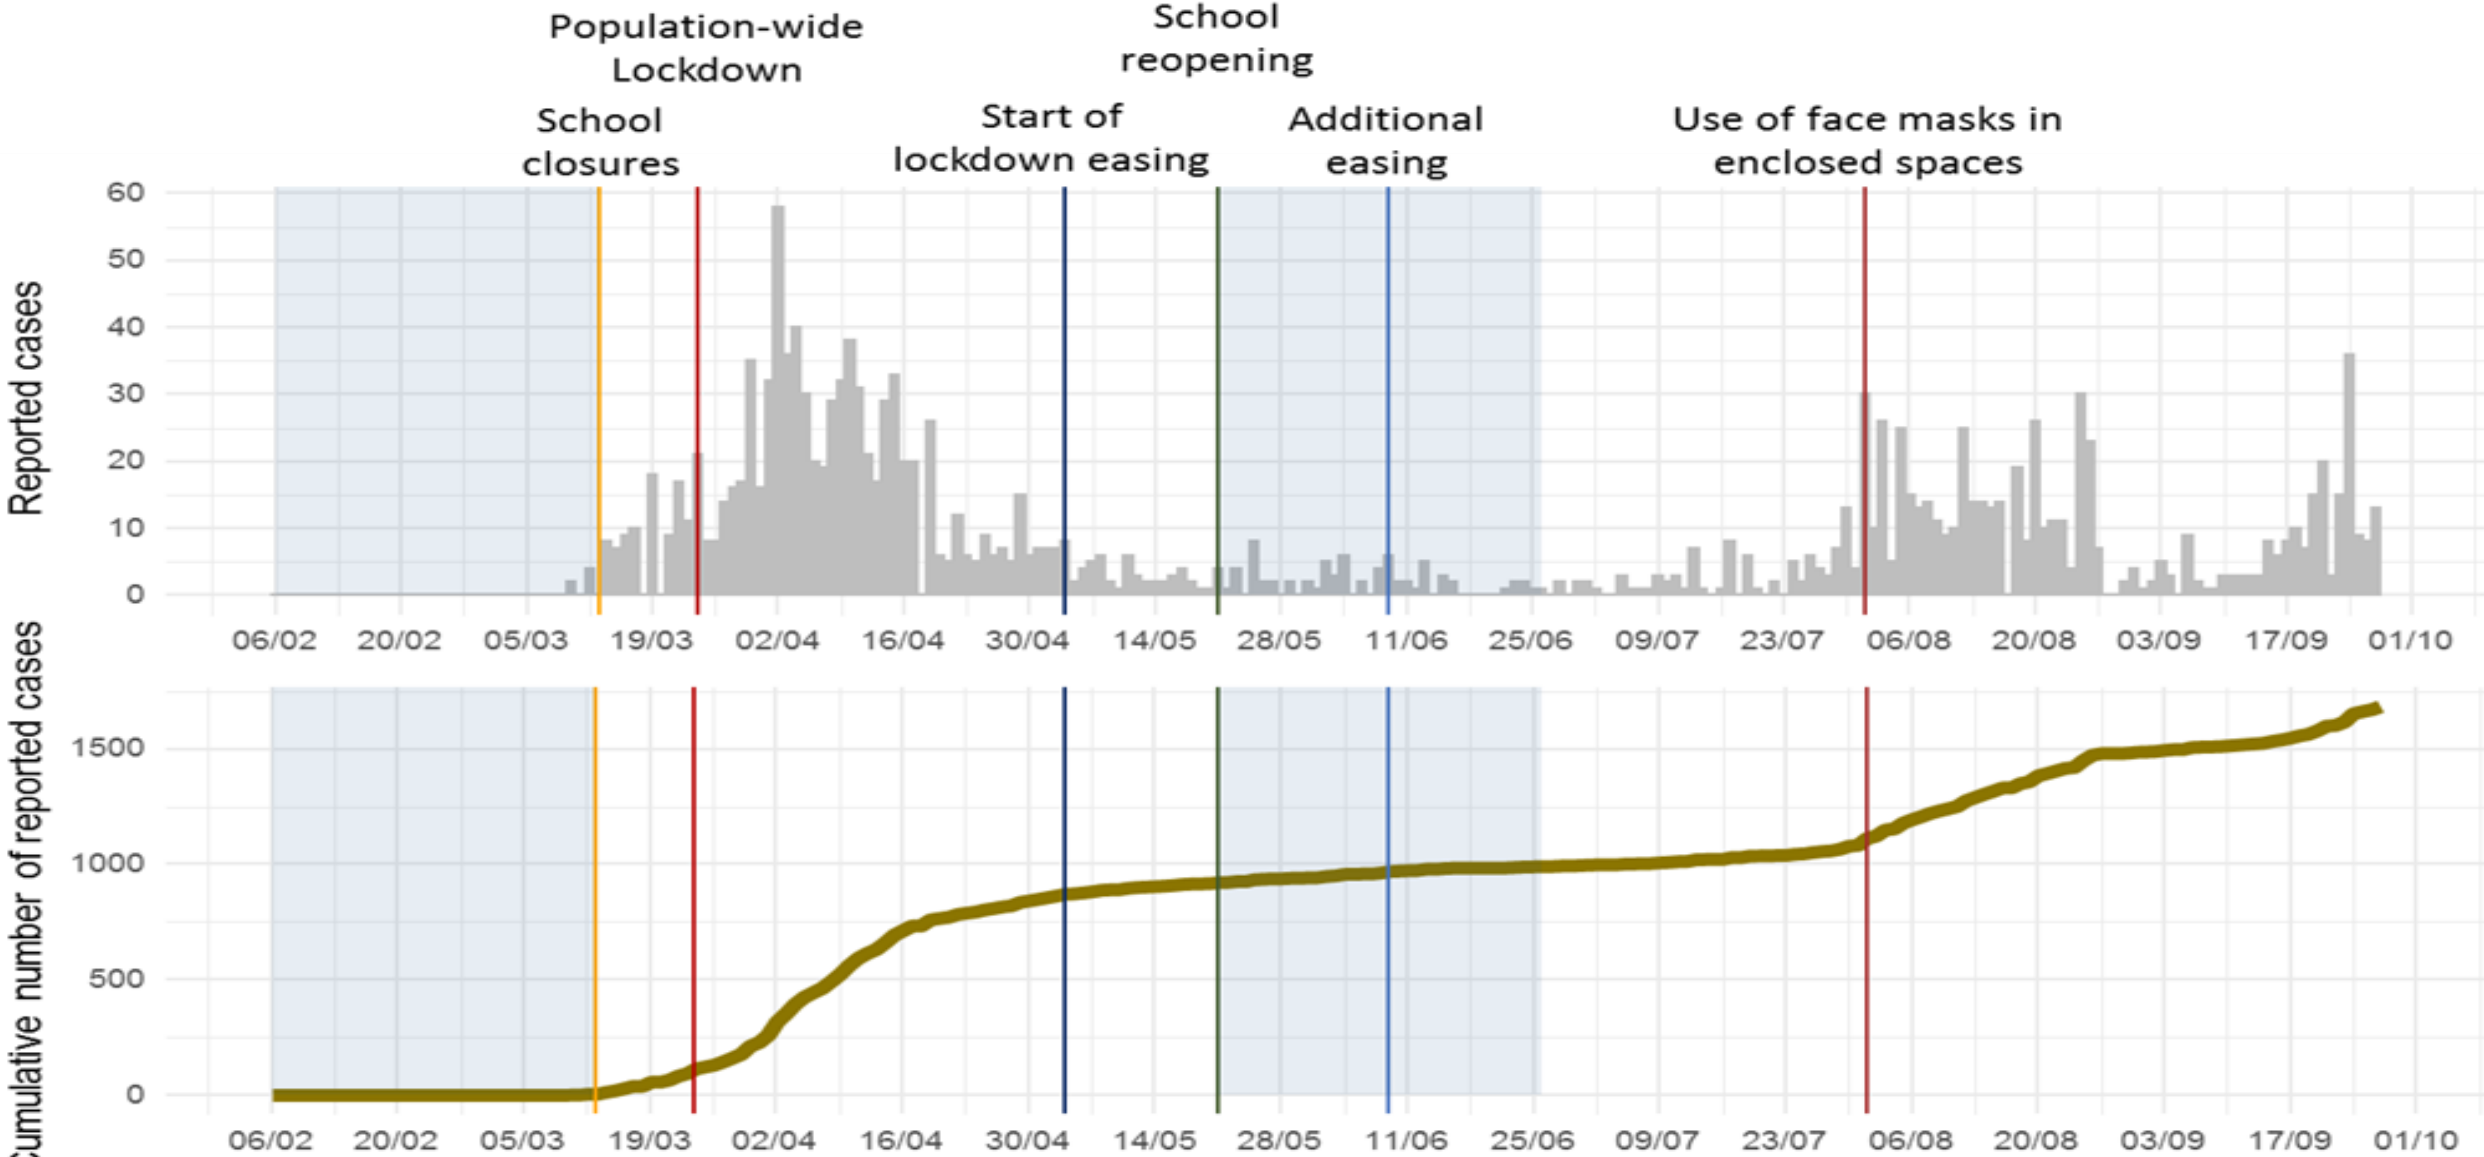 Population-wide
Lockdown
School
reopening
School
closures
Start of
lockdown easing
Additional
easing
Use of face masks in
enclosed spaces
Reported cases
60
50
40
30
20
10
0
06/02 20/02 05/03 19/03 02/04 16/04 30/04 14/05 28/05 11/06 25/06 09/07 23/07 06/08 20/08 03/09 17/09 01/10
Cumulative number of reported cases
1500
1000
500
0
06/02 20/02 05/03 19/03 02/04 16/04 30/04 14/05 28/05 11/06 25/06 09/07 23/07 06/08 20/08 03/09 17/09 01/10